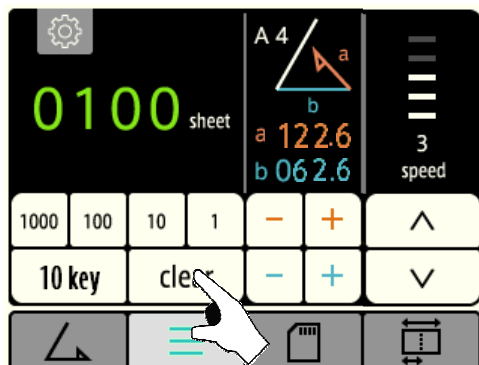 A 4
a
0100 sheet
b
a 122.6
b 062.6
3
speed
1000 100 10 1 - +
10 key clear - +